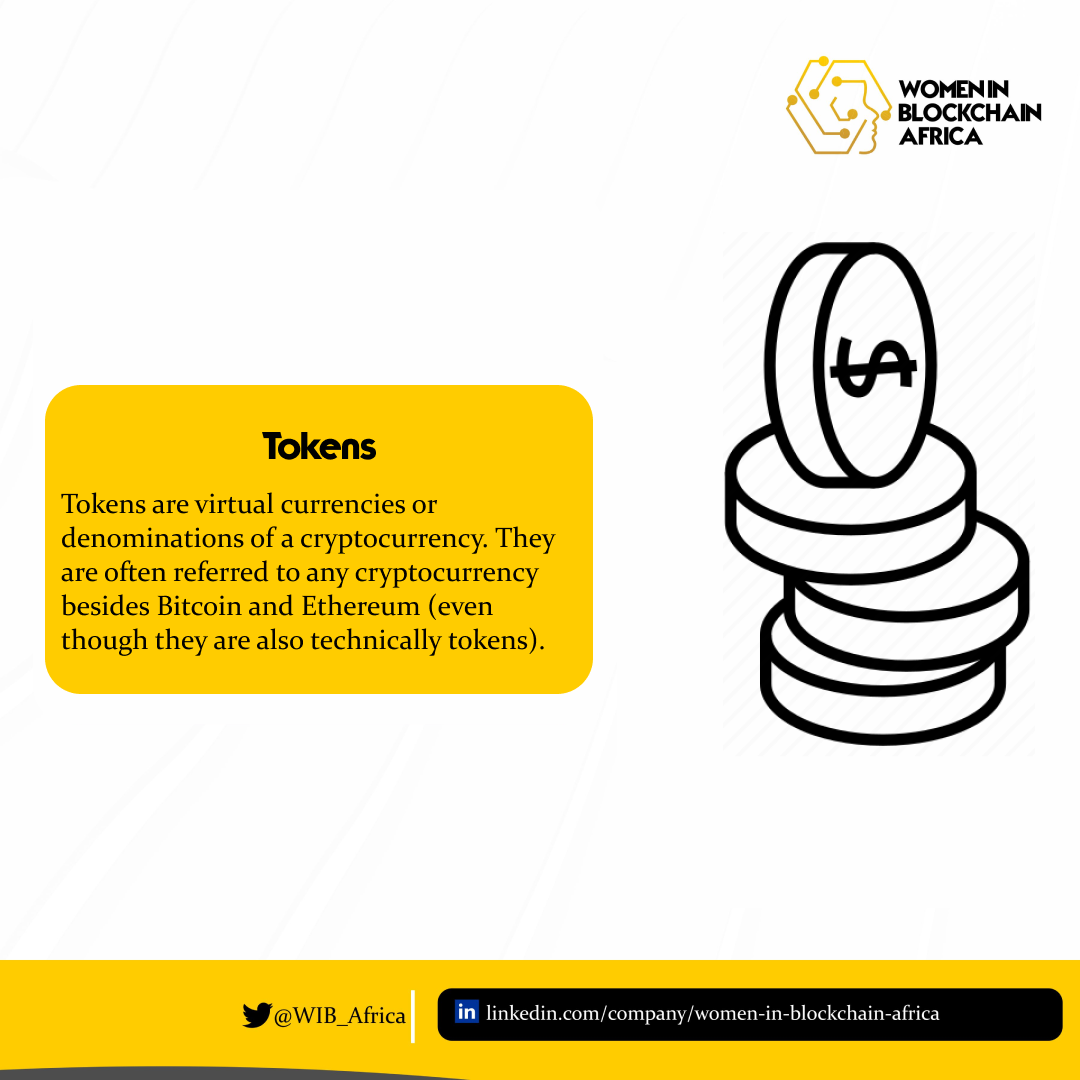 WOMEN IN
BLOCKCHAIN
AFRICA
$
Tokens
Tokens are virtual currencies or
denominations of a cryptocurrency. They
are often referred to any cryptocurrency
besides Bitcoin and Ethereum (even
though they are also technically tokens).
@WIB_Africa
in linkedin.com/company/women-in-blockchain-africa